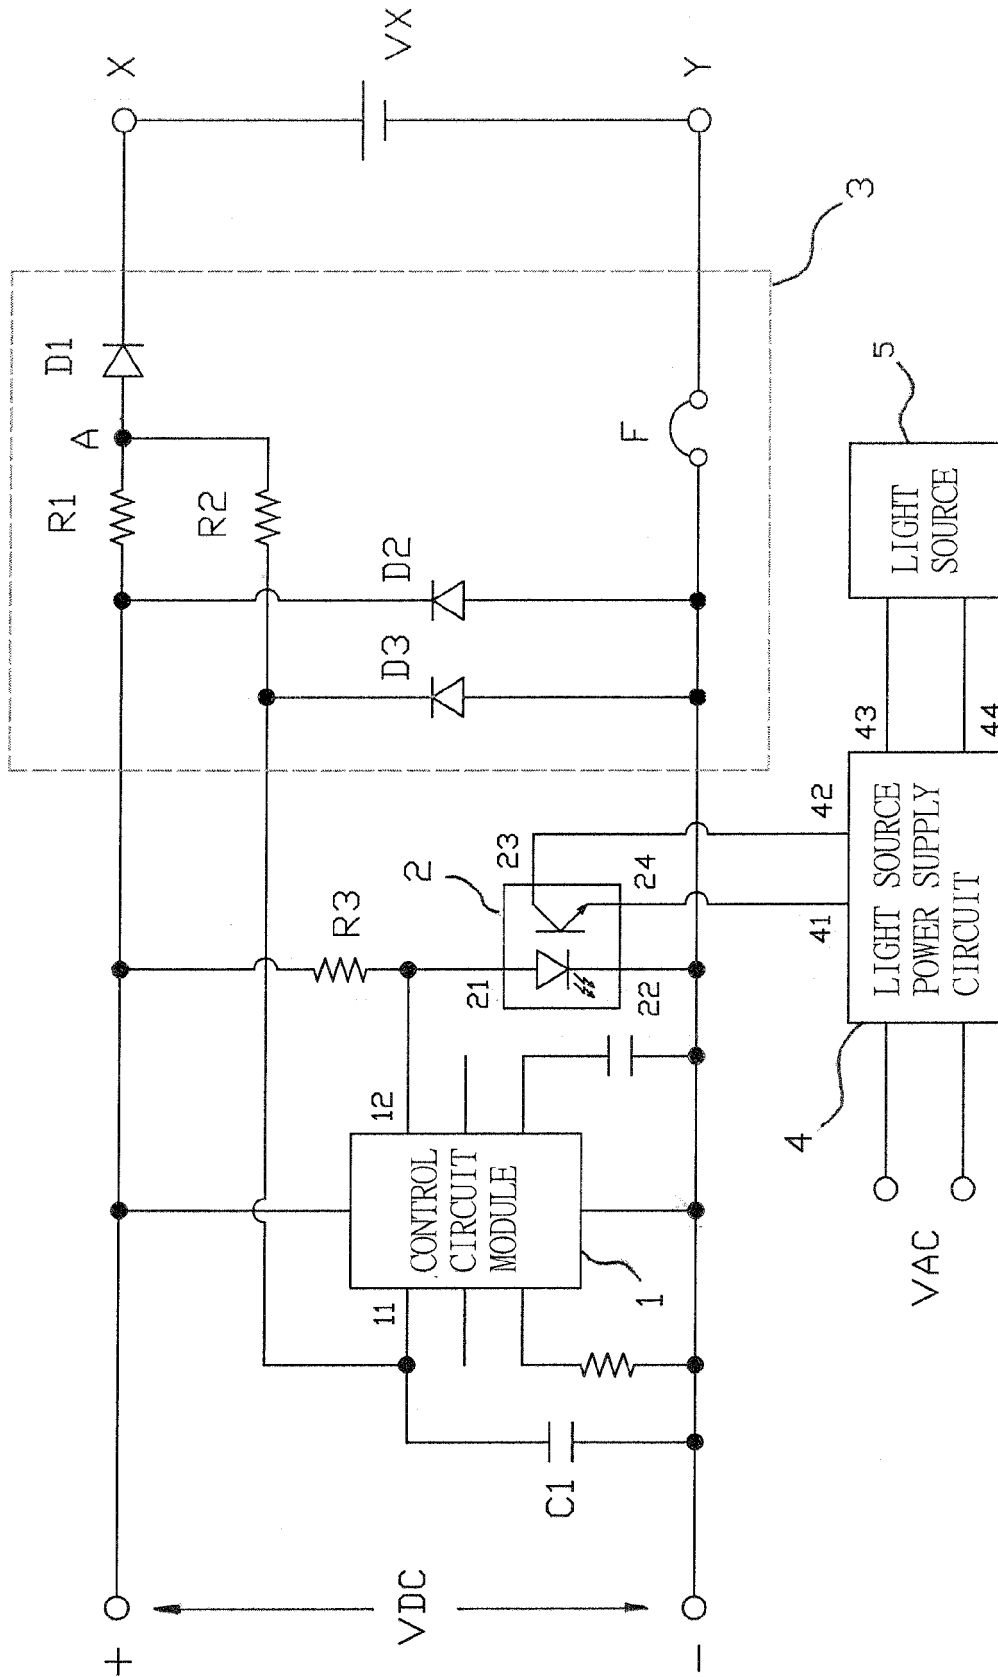 X
VX
Y
3
D1
A
R1
R2
F
D2
D3
5
LIGHT
SOURCE
43
44
42
41
23
24
2
R3
21
22
LIGHT SOURCE
POWER SUPPLY
CIRCUIT
4
12
CONTROL
CIRCUIT
MODULE
11
1
VAC
C1
+
VDC
-